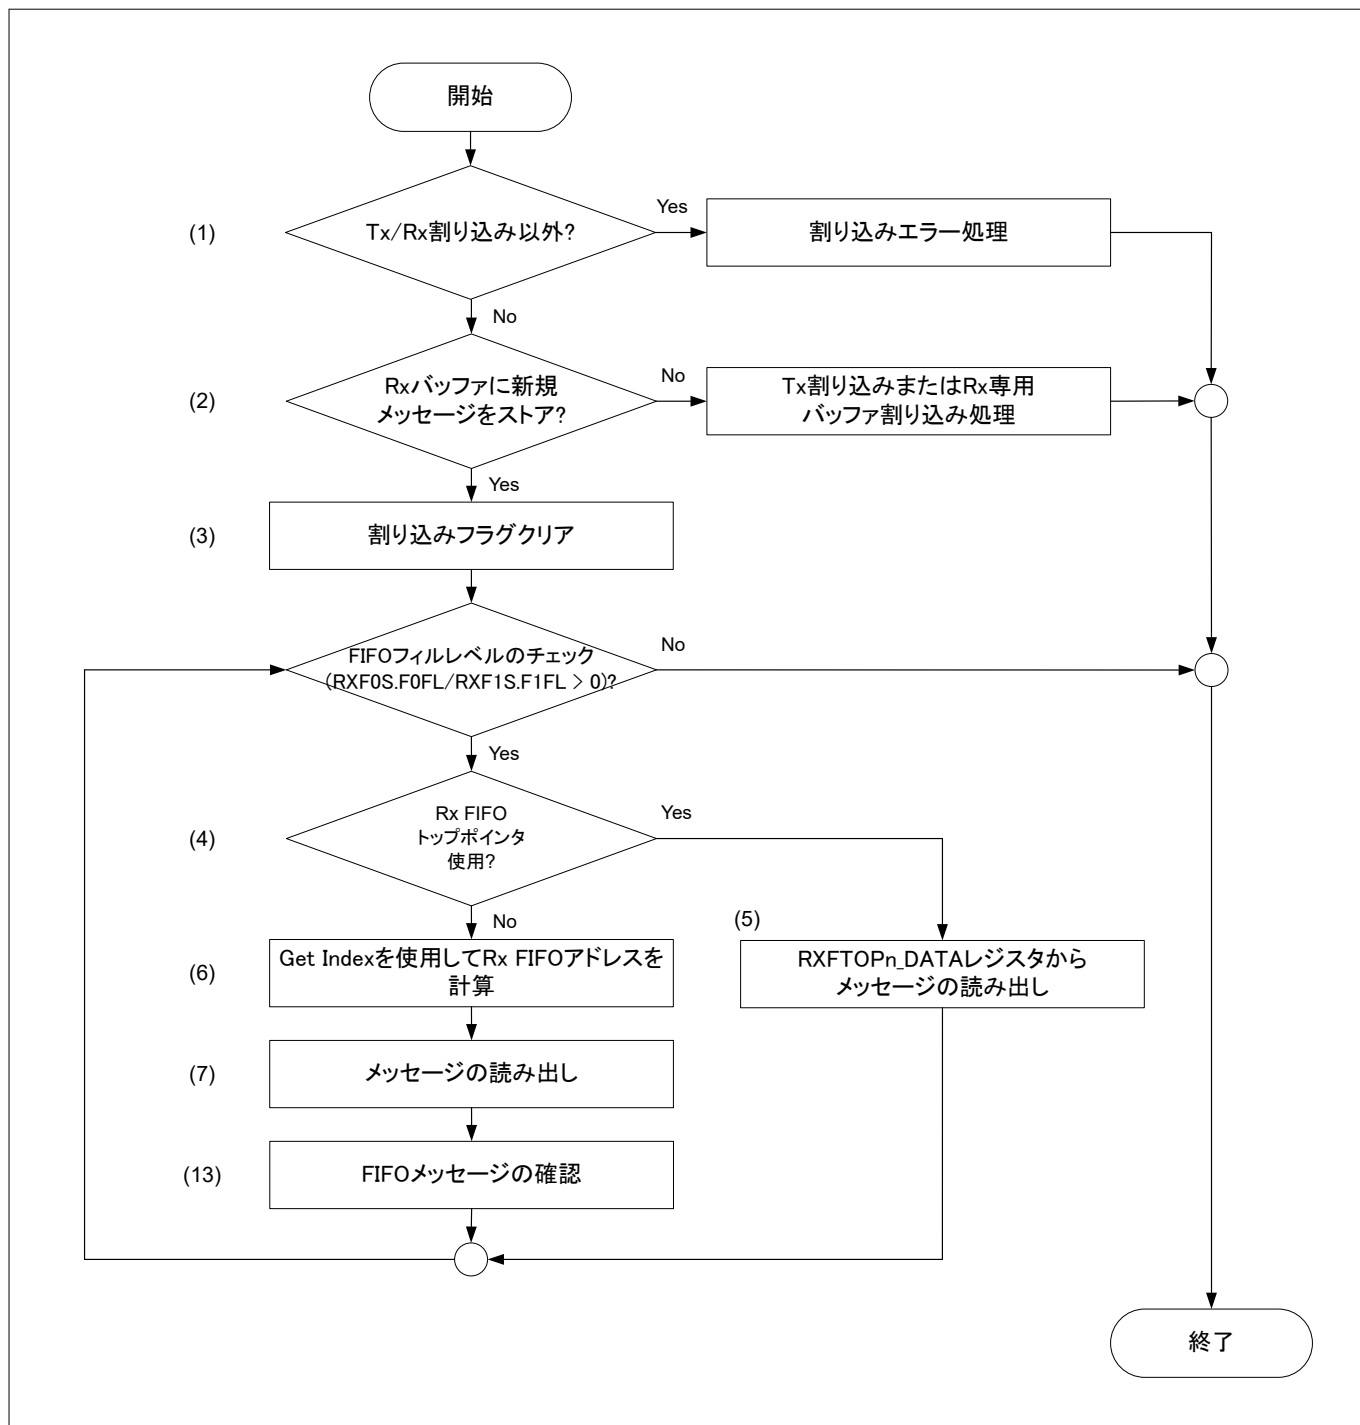 開始
(1)
Tx/Rx割り込み以外?
Yes
割り込みエラー処理
No
(2)
Rxバッファに新規
メッセージをストア?
No
Tx割り込みまたはRx専用
バッファ割り込み処理
Yes
(3)
割り込みフラグクリア
FIFOフィルレベルのチェック
(RXF0S.F0FL/RXF1S.F1FL > 0)?
No
Yes
(4)
Rx FIFO
トップポインタ
使用?
Yes
No
(5)
RXFTOPn_DATAレジスタから
メッセージの読み出し
(6)
Get Indexを使用してRx FIFOアドレスを
計算
(7)
メッセージの読み出し
(13)
FIFOメッセージの確認
終了